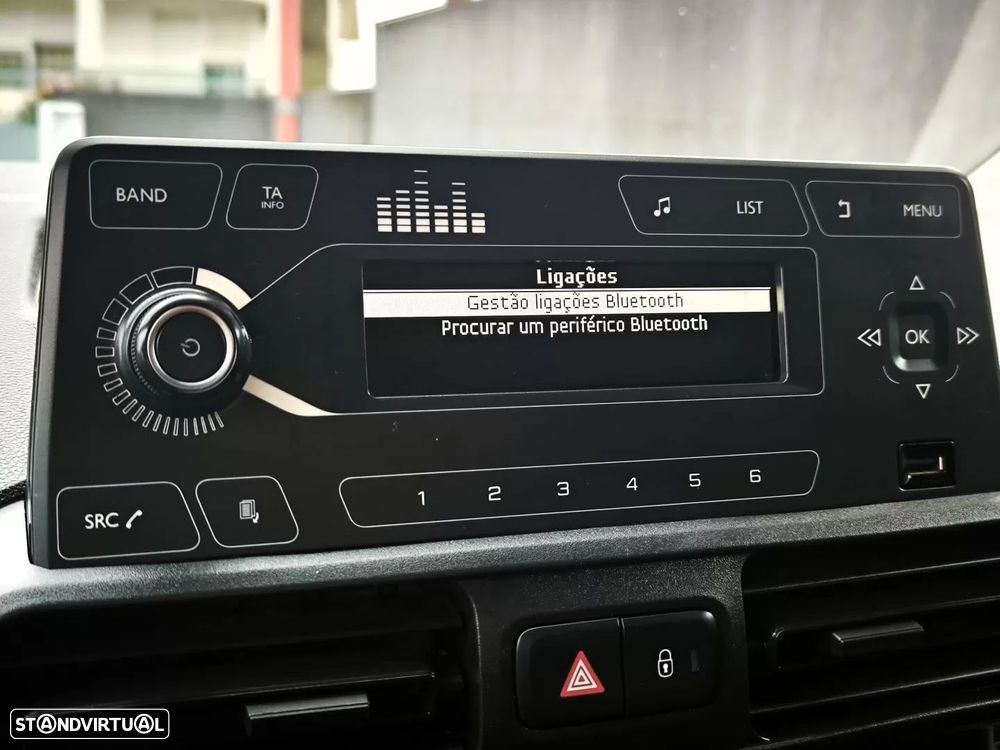 BAND
TA
INFO
LIST
MENU
Ligações
Gestão ligações Bluetooth
Procurar um periférico Bluetooth
OK
1 2 3 4 5 6
SRC
STANDVIRTUAL